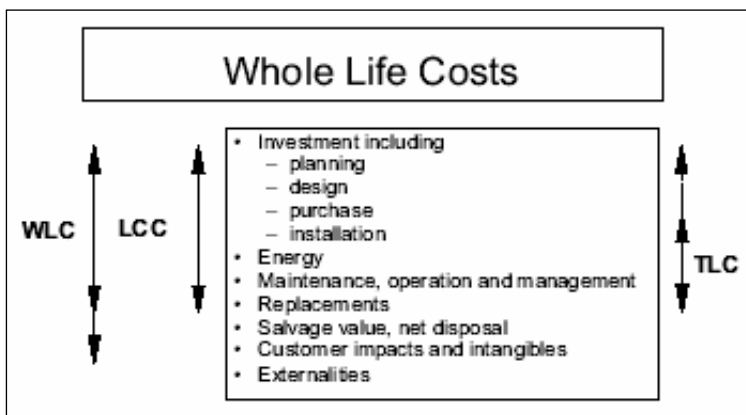 Whole Life Costs
WLC
LCC
• Investment including
– planning
– design
– purchase
– installation
• Energy
• Maintenance, operation and management
• Replacements
• Salvage value, net disposal
• Customer impacts and intangibles
• Externalities
TLC